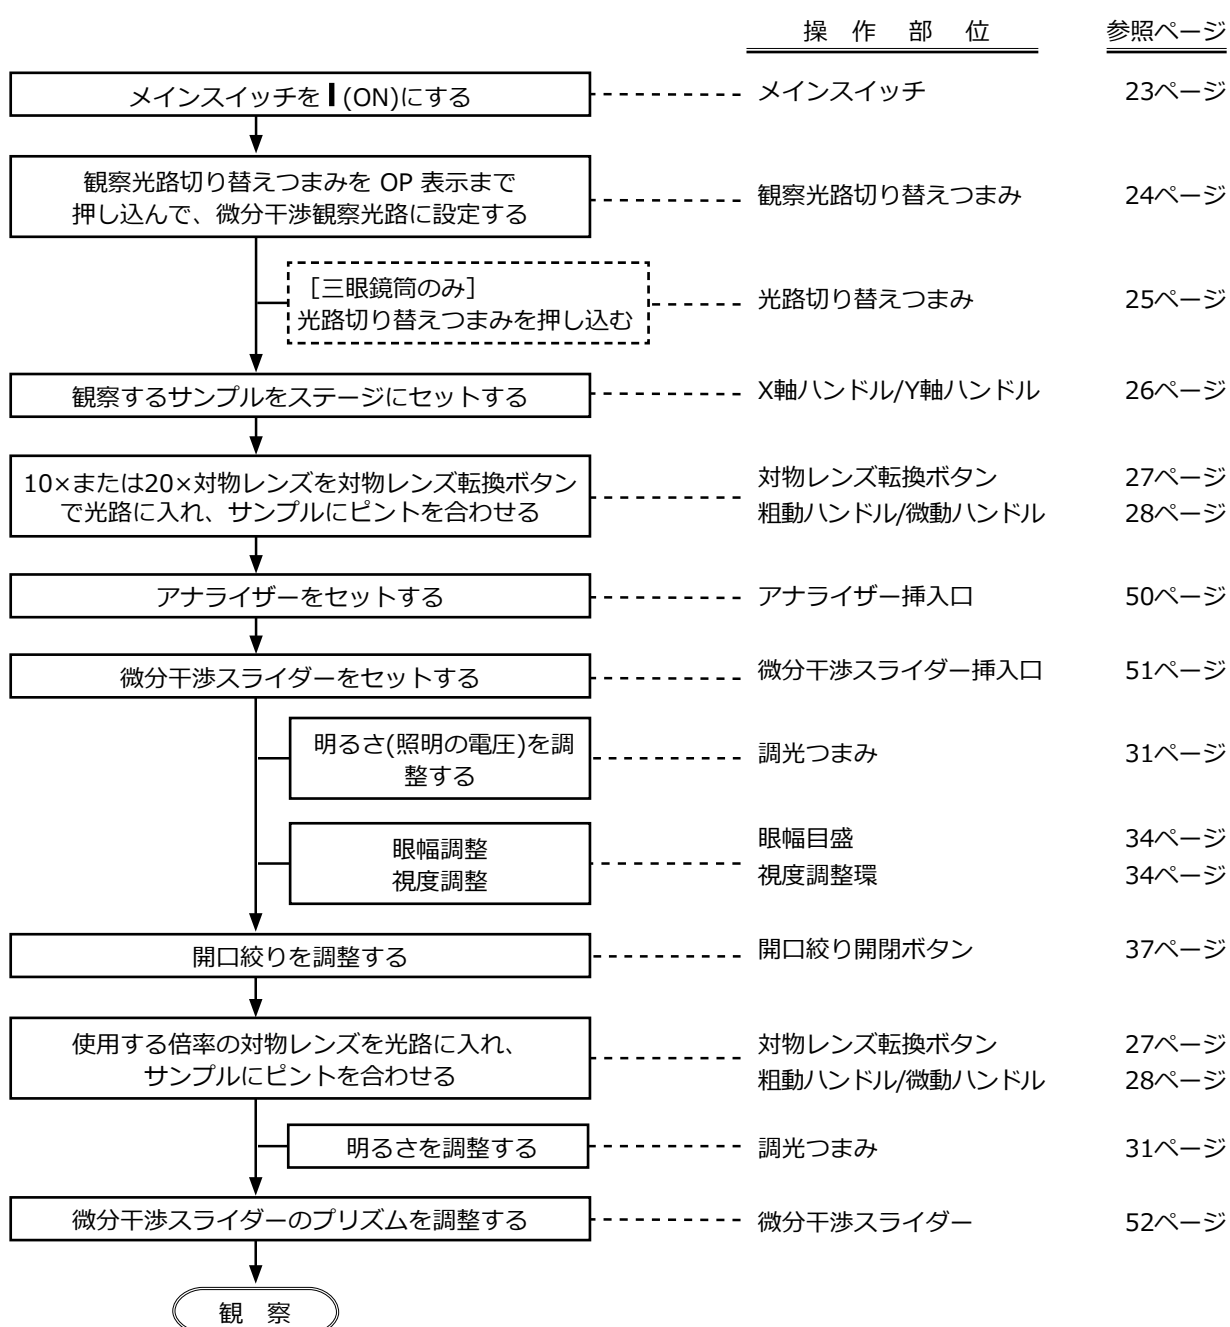 操 作 部 位 参照ページ
メインスイッチを I (ON)にする メインスイッチ 23ページ
観察光路切り替えつまみを OP 表示まで
押し込んで、微分干渉観察光路に設定する 観察光路切り替えつまみ 24ページ
［三眼鏡筒のみ］
光路切り替えつまみを押し込む 光路切り替えつまみ 25ページ
観察するサンプルをステージにセットする X軸ハンドル/Y軸ハンドル 26ページ
10×または20×対物レンズを対物レンズ転換ボタン 対物レンズ転換ボタン 27ページ
で光路に入れ、サンプルにピントを合わせる 粗動ハンドル/微動ハンドル 28ページ
アナライザーをセットする アナライザー挿入口 50ページ
微分干渉スライダーをセットする 微分干渉スライダー挿入口 51ページ
明るさ(照明の電圧)を調
整する 調光つまみ 31ページ
眼幅調整 眼幅目盛 34ページ
視度調整 視度調整環 34ページ
開口絞りを調整する 開口絞り開閉ボタン 37ページ
使用する倍率の対物レンズを光路に入れ、 対物レンズ転換ボタン 27ページ
サンプルにピントを合わせる 粗動ハンドル/微動ハンドル 28ページ
明るさを調整する 調光つまみ 31ページ
微分干渉スライダーのプリズムを調整する 微分干渉スライダー 52ページ
観 察